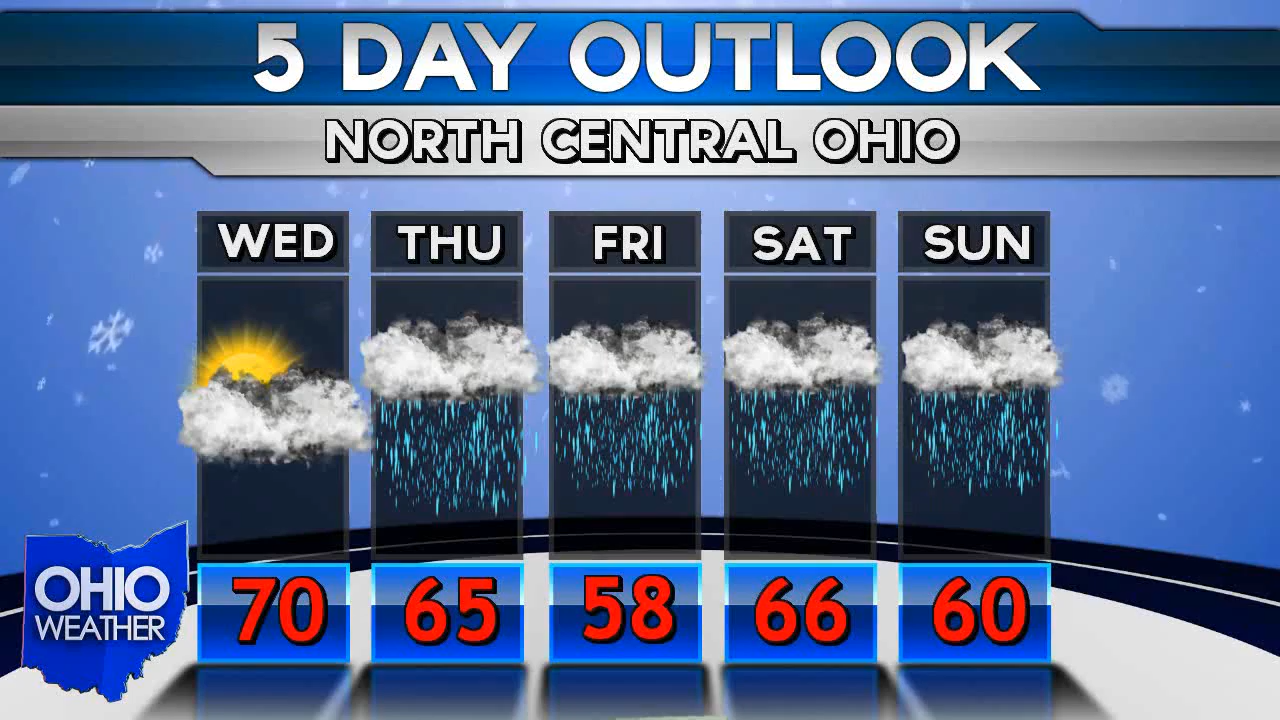 5 DAY OUTLOOK
NORTH CENTRAL OHIO
WED THU FRI SAT SUN
70 65 58 66 60
OHIO
WEATHER